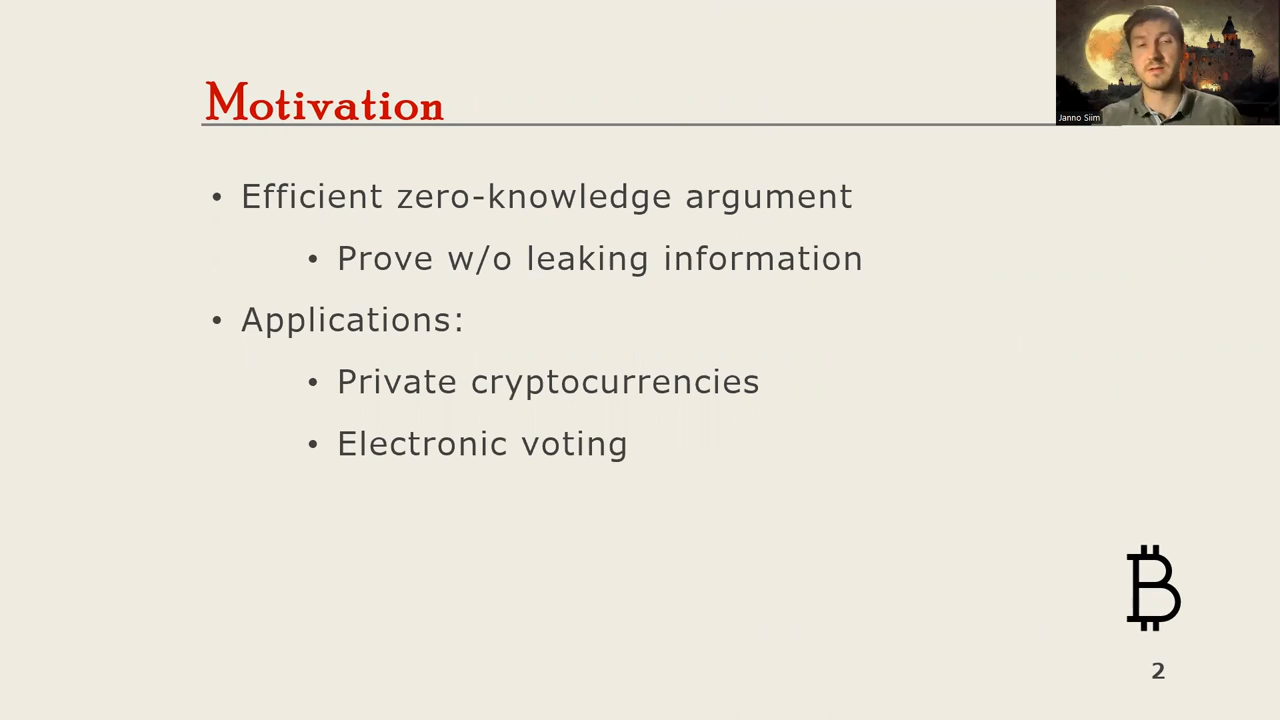 Motivation
Janno Siim
• Efficient zero-knowledge argument
• Prove w/o leaking information
• Applications:
• Private cryptocurrencies
• Electronic voting
2